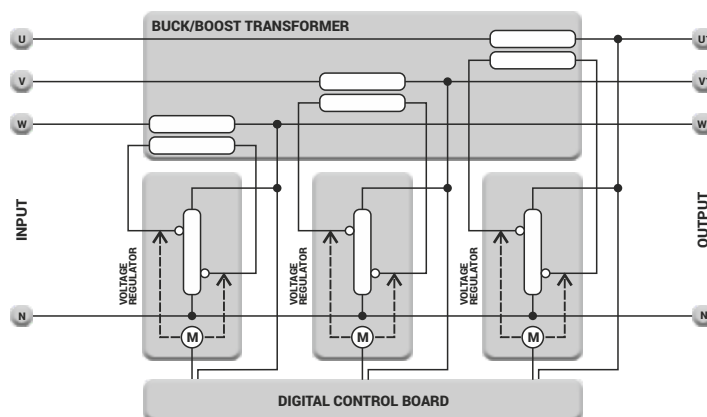 BUCK/BOOST TRANSFORMER
U
V
W
INPUT
OUTPUT
VOLTAGE
REGULATOR
VOLTAGE
REGULATOR
VOLTAGE
REGULATOR
N
N
M
M
M
DIGITAL CONTROL BOARD